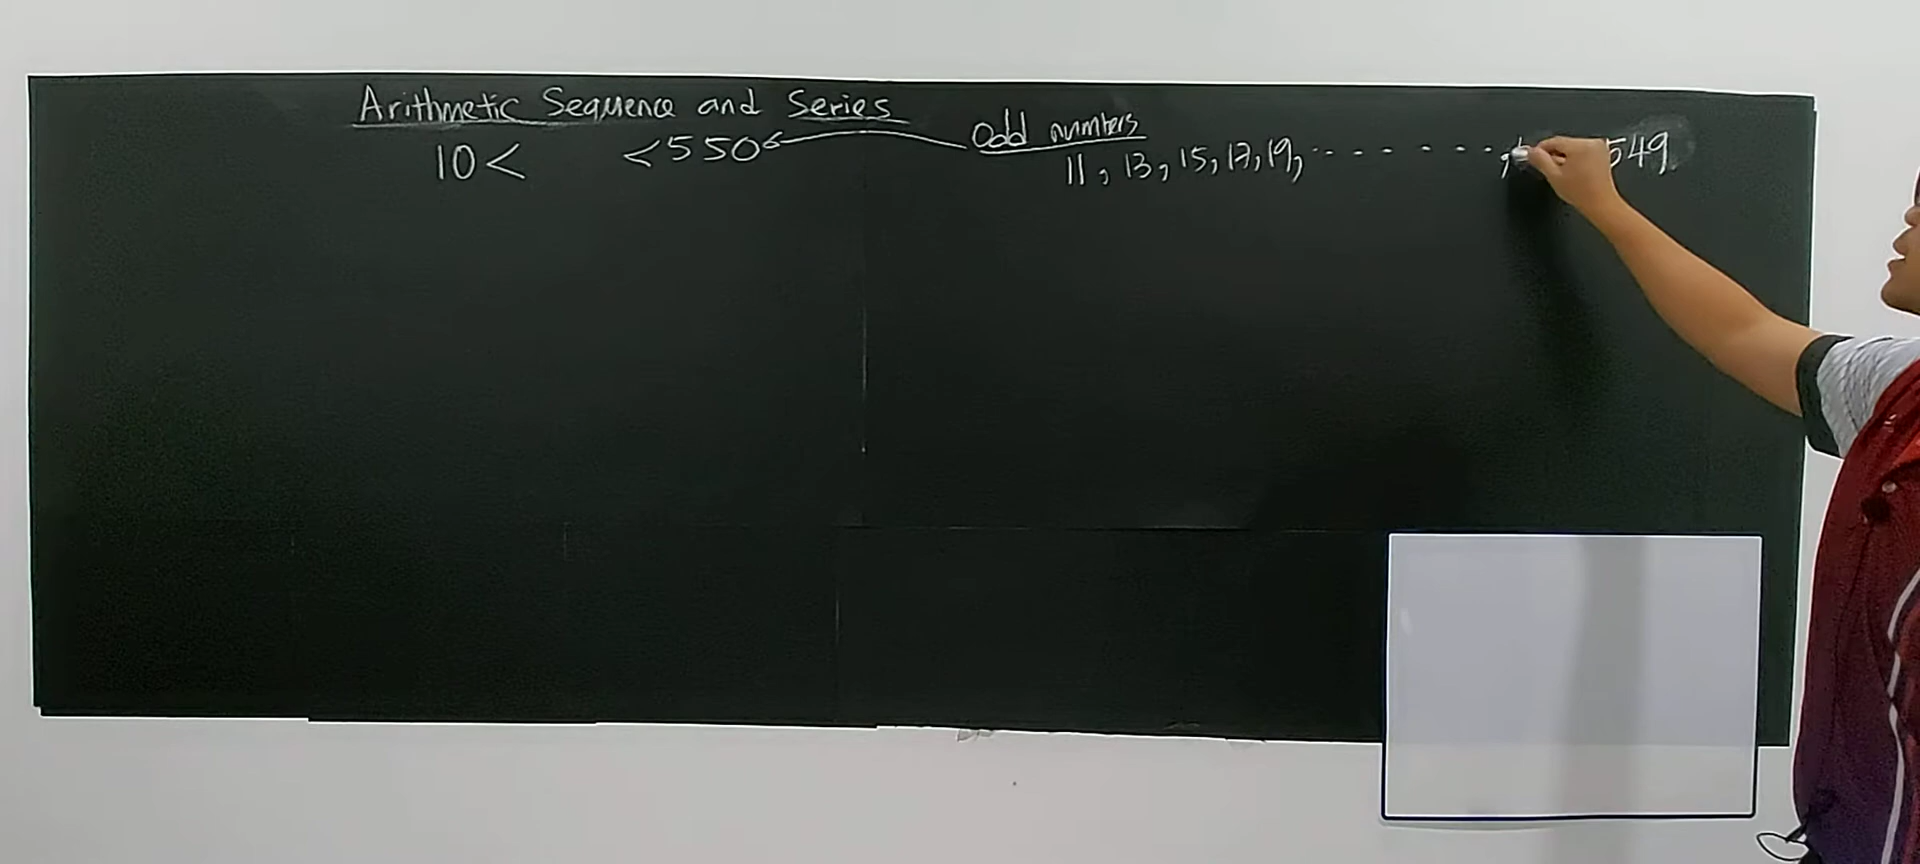 Arithmetic Sequence and Series
10 < < 550
Odd numbers
11, 13, 15, 17, 19, - - - - - - - , 549